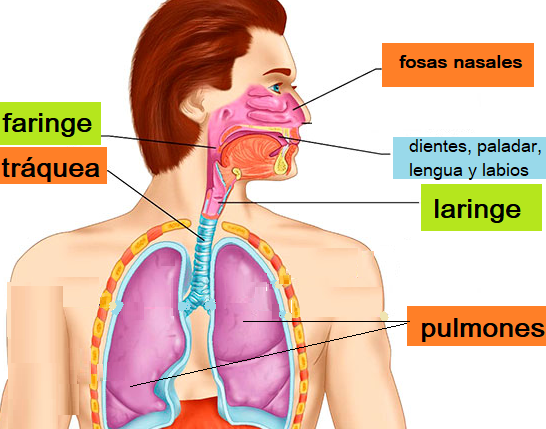 fosas nasales
faringe
dientes, paladar,
lengua y labios
tráquea
laringe
pulmones